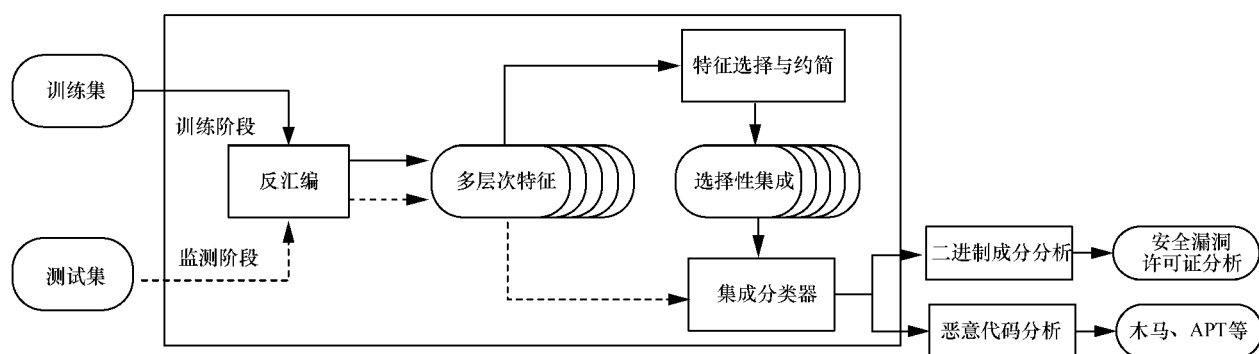 训练集
训练阶段
反汇编
测试集
监测阶段
多层次特征
特征选择与约简
选择性集成
集成分类器
二进制成分分析
安全漏洞
许可证分析
恶意代码分析
木马、APT等